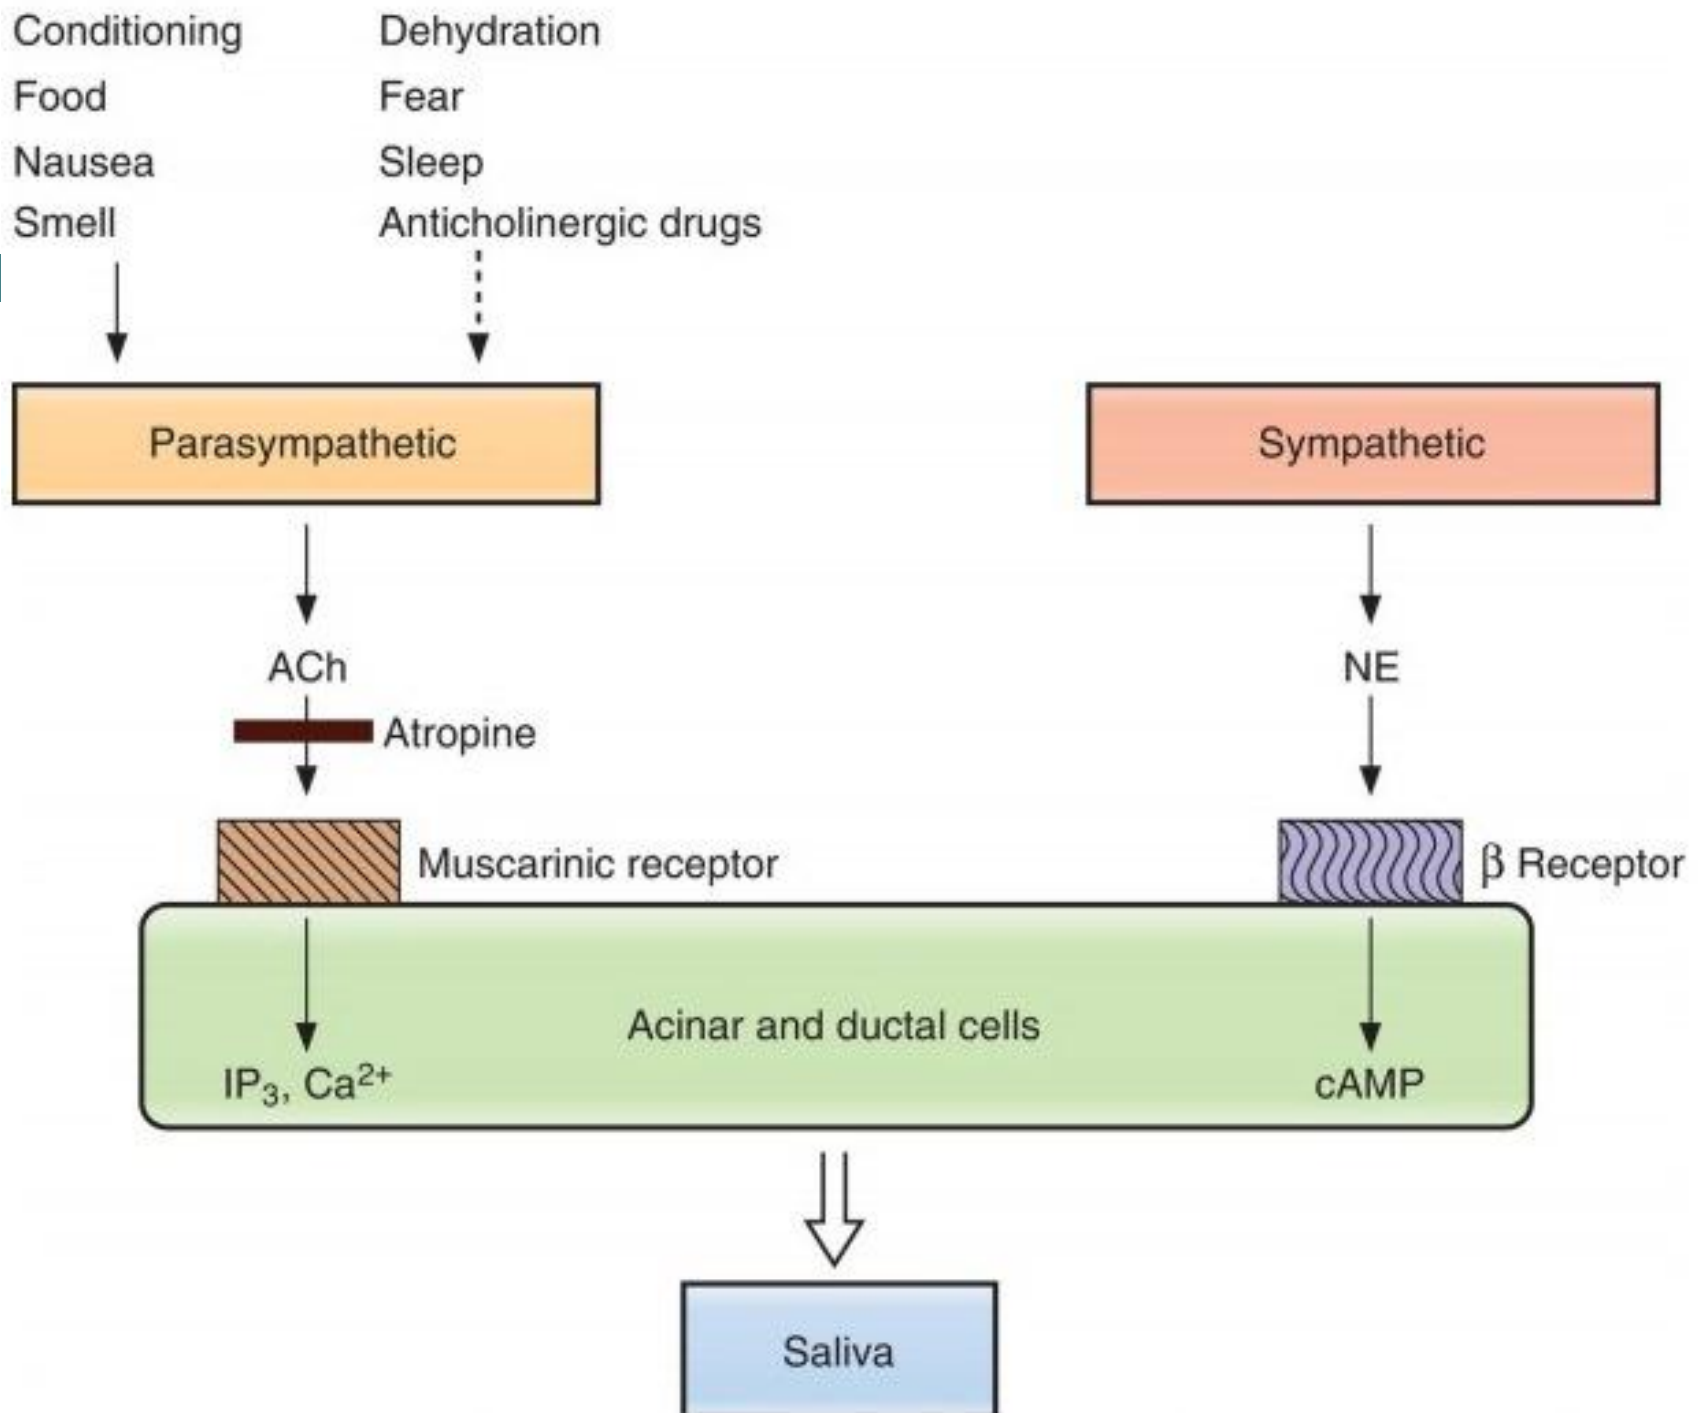 Conditioning
Food
Nausea
Smell
Dehydration
Fear
Sleep
Anticholinergic drugs
Parasympathetic
Sympathetic
ACh
NE
Atropine
Muscarinic receptor
β Receptor
Acinar and ductal cells
IP₃, Ca²⁺
cAMP
Saliva